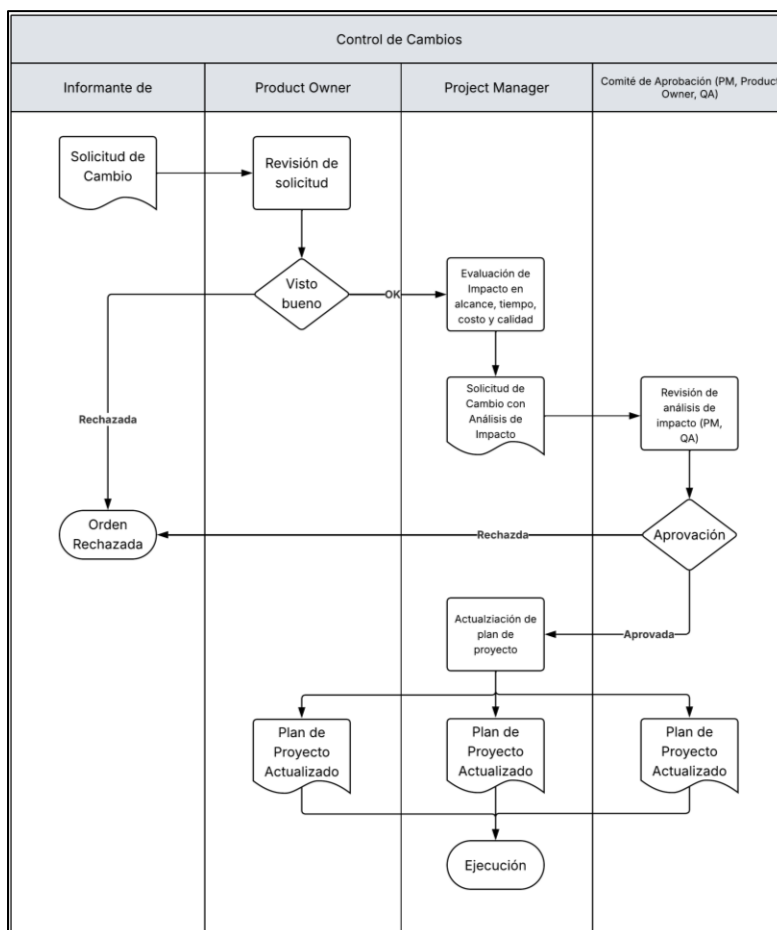 Control de Cambios
Informante de
Product Owner
Project Manager
Comité de Aprobación (PM, Product
Owner, QA)
Solicitud de
Cambio
Revisión de
solicitud
Visto
bueno
OK
Evaluación de
Impacto en
alcance, tiempo,
costo y calidad
Rechazada
Solicitud de
Cambio con
Análisis de
Impacto
Revisión de
análisis de
impacto (PM,
QA)
Orden
Rechazada
Rechazda
Aprovación
Actualziación de
plan de
proyecto
Aprovada
Plan de
Proyecto
Actualizado
Plan de
Proyecto
Actualizado
Plan de
Proyecto
Actualizado
Ejecución